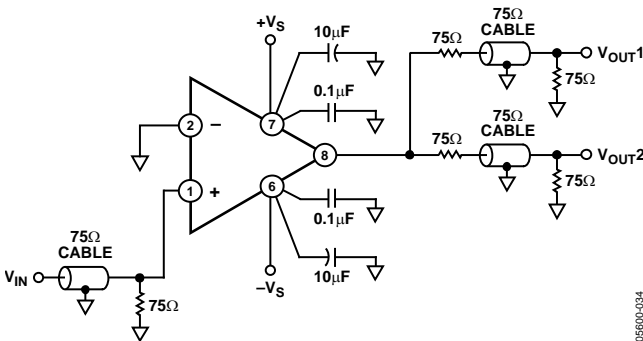 +VS
10μF
0.1μF
7
2
–
8
1
+
6
0.1μF
10μF
–VS
75Ω
CABLE
VIN
75Ω
75Ω
75Ω
CABLE
VOUT1
75Ω
75Ω
75Ω
CABLE
VOUT2
75Ω
05600-034